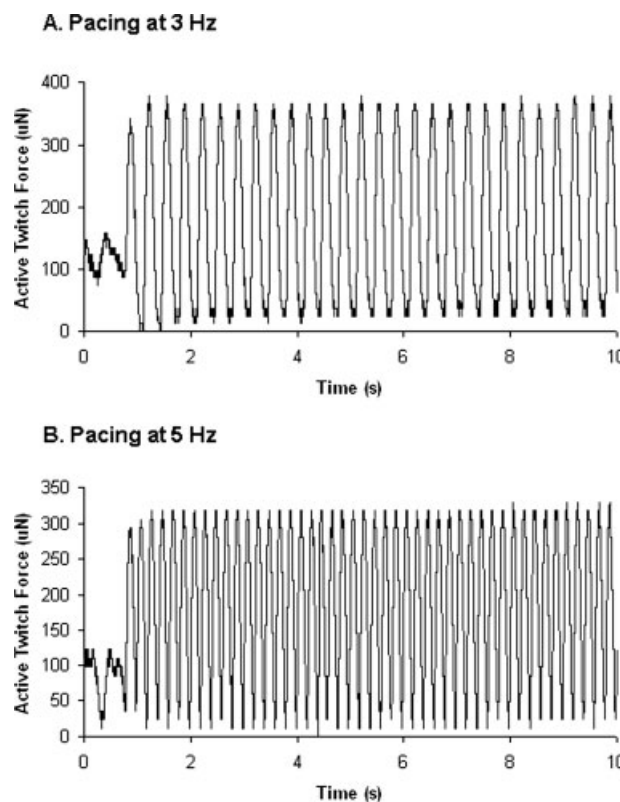 A. Pacing at 3 Hz
400
300
200
100
0
Active Twitch Force (uN)
0 2 4 6 8 10
Time (s)
B. Pacing at 5 Hz
350
300
250
200
150
100
50
0
Active Twitch Force (uN)
0 2 4 6 8 10
Time (s)